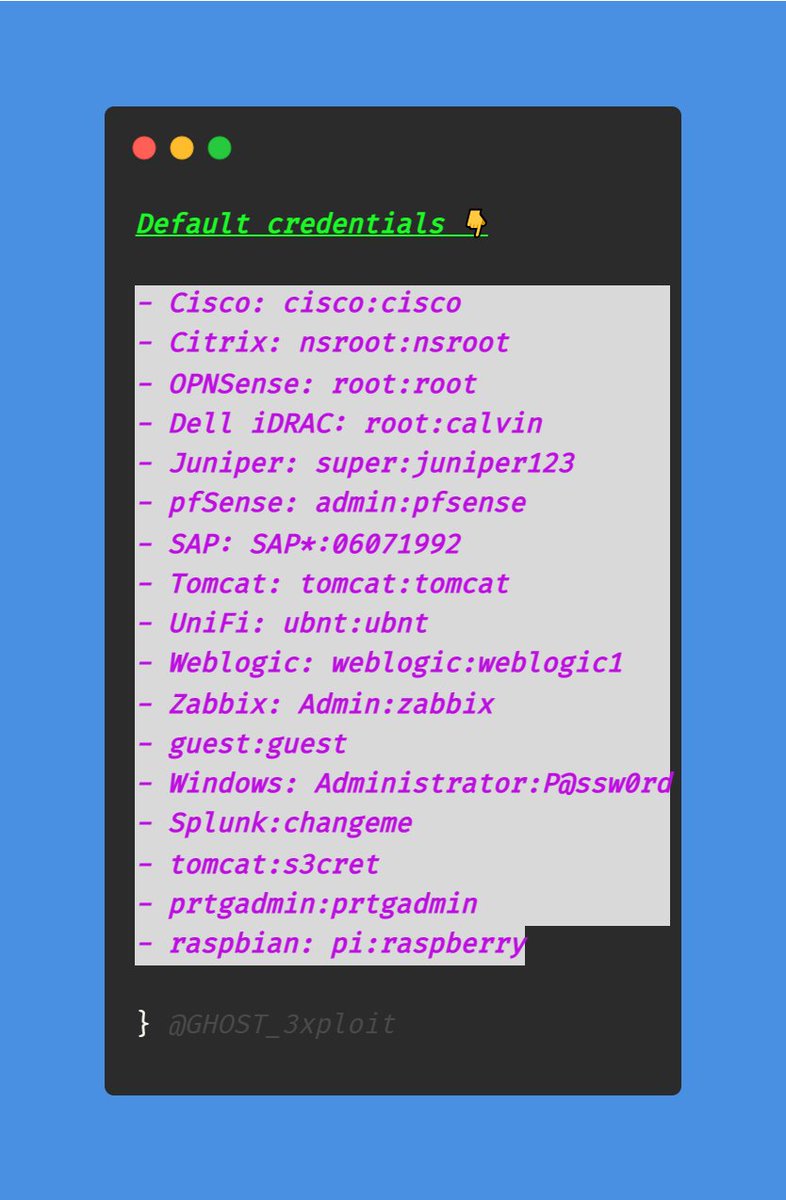 Default credentials 👇
- Cisco: cisco:cisco
- Citrix: nsroot:nsroot
- OPNSense: root:root
- Dell iDRAC: root:calvin
- Juniper: super:juniper123
- pfSense: admin:pfsense
- SAP: SAP*:06071992
- Tomcat: tomcat:tomcat
- UniFi: ubnt:ubnt
- Weblogic: weblogic:weblogic1
- Zabbix: Admin:zabbix
- guest:guest
- Windows: Administrator:P@ssw0rd
- Splunk:changeme
- tomcat:s3cret
- prtgadmin:prtgadmin
- raspbian: pi:raspberry
} @GHOST_3xploit